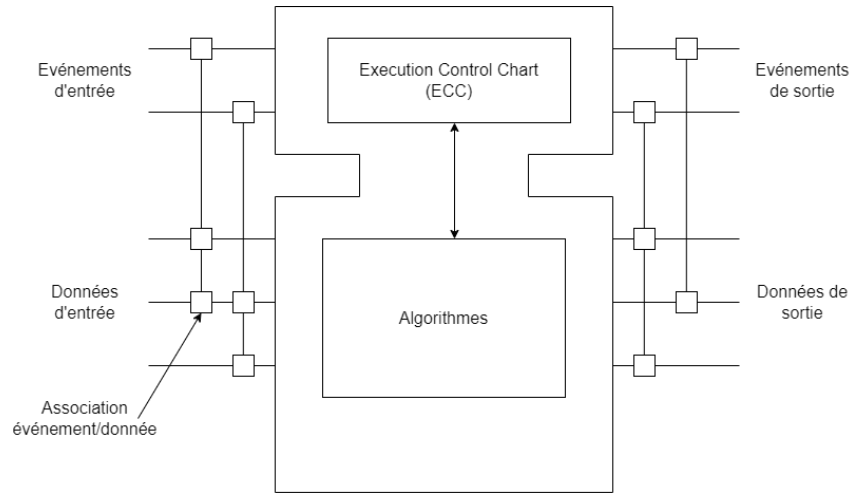 Evénements
d'entrée
Execution Control Chart
(ECC)
Evénements
de sortie
Données
d'entrée
Algorithmes
Données de
sortie
Association
événement/donnée